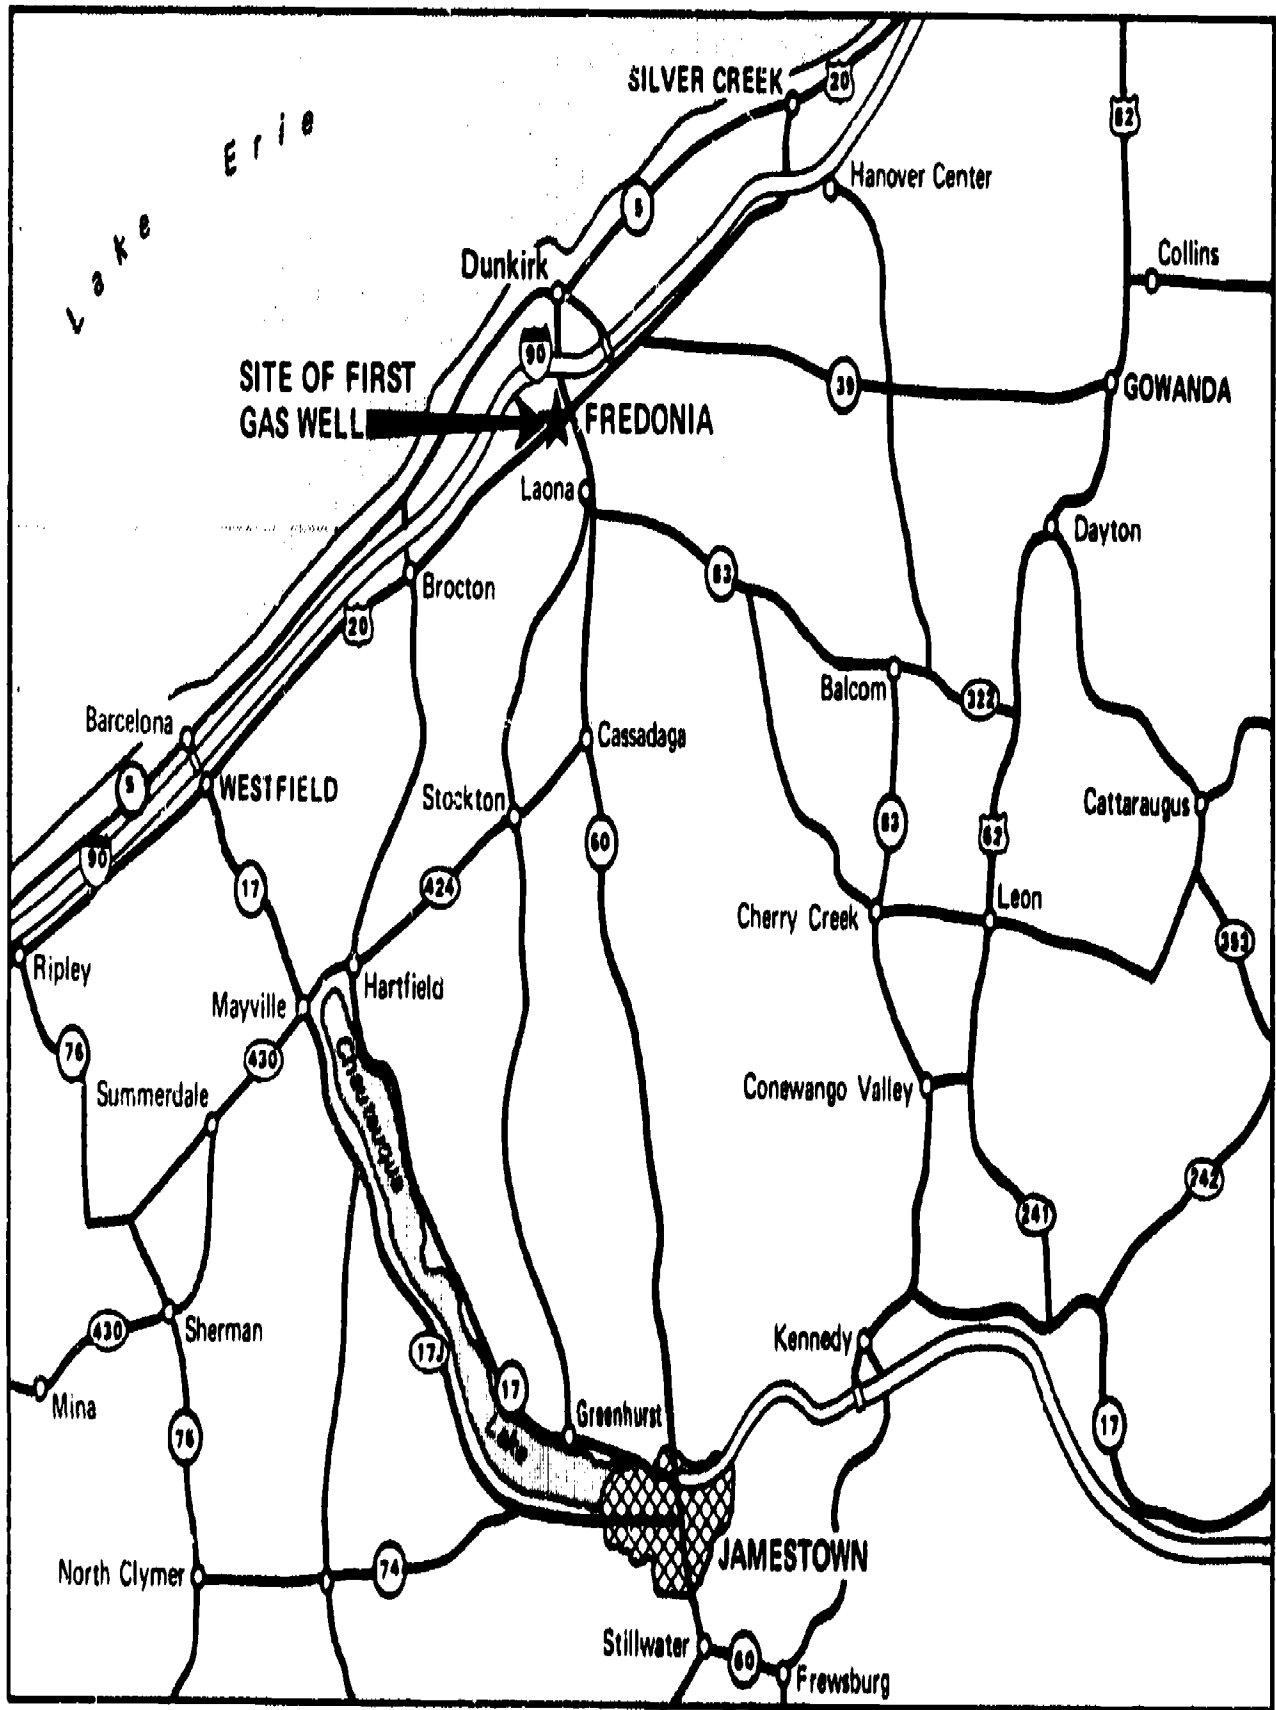 SILVER CREEK
20
62
Erie
Hanover Center
5
Lake
Collins
Dunkirk
90
SITE OF FIRST
GAS WELL
39
GOWANDA
FREDONIA
Laona
Dayton
83
Brocton
20
Balcom
322
Barcelona
Cassadaga
5
WESTFIELD
Stockton
Cattaraugus
83
62
60
90
17
424
Leon
Cherry Creek
353
Ripley
Hartfield
Mayville
76
430
Chautauqua
Summerdale
Conewango Valley
242
241
430
Sherman
Kennedy
17J
17
Mina
Greenhurst
17
76
Lake
JAMESTOWN
North Clymer
74
Stillwater
60
Frewsburg